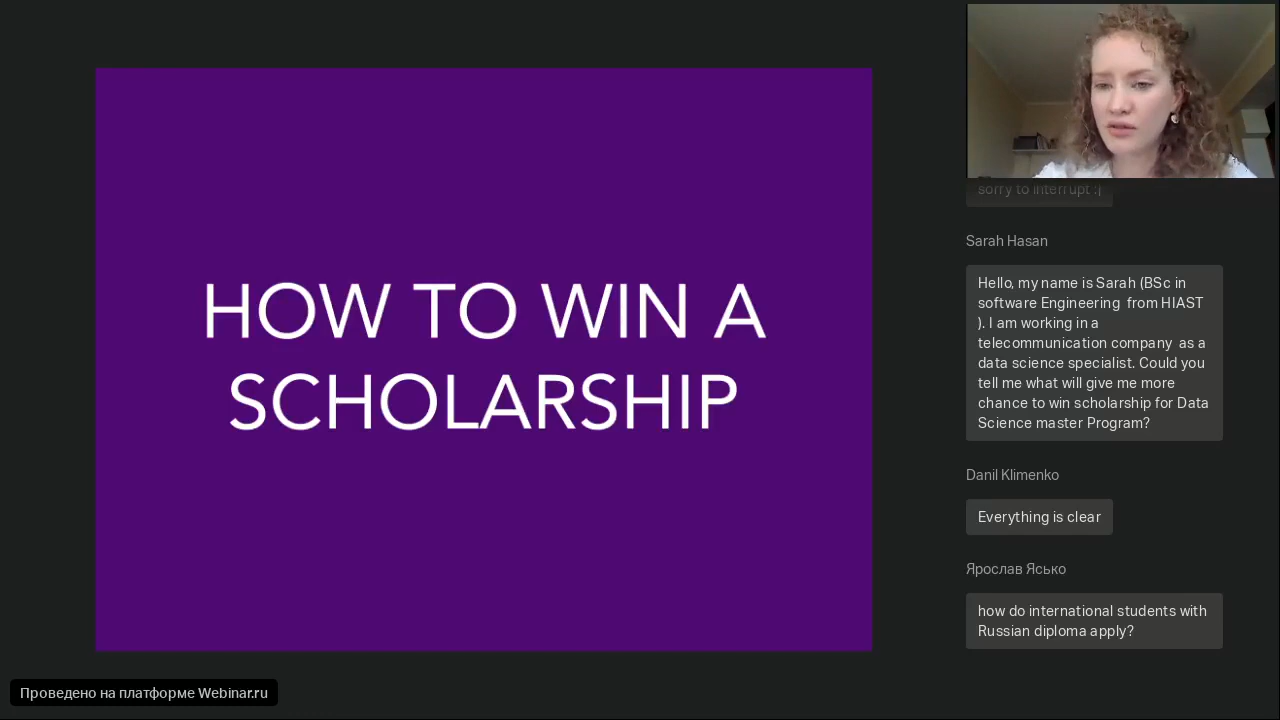 HOW TO WIN A
SCHOLARSHIP
sorry to interrupt :|
Sarah Hasan
Hello, my name is Sarah (BSc in
software Engineering from HIAST
). I am working in a
telecommunication company as a
data science specialist. Could you
tell me what will give me more
chance to win scholarship for Data
Science master Program?
Danil Klimenko
Everything is clear
Ярослав Ясько
how do international students with
Russian diploma apply?
Проведено на платформе Webinar.ru